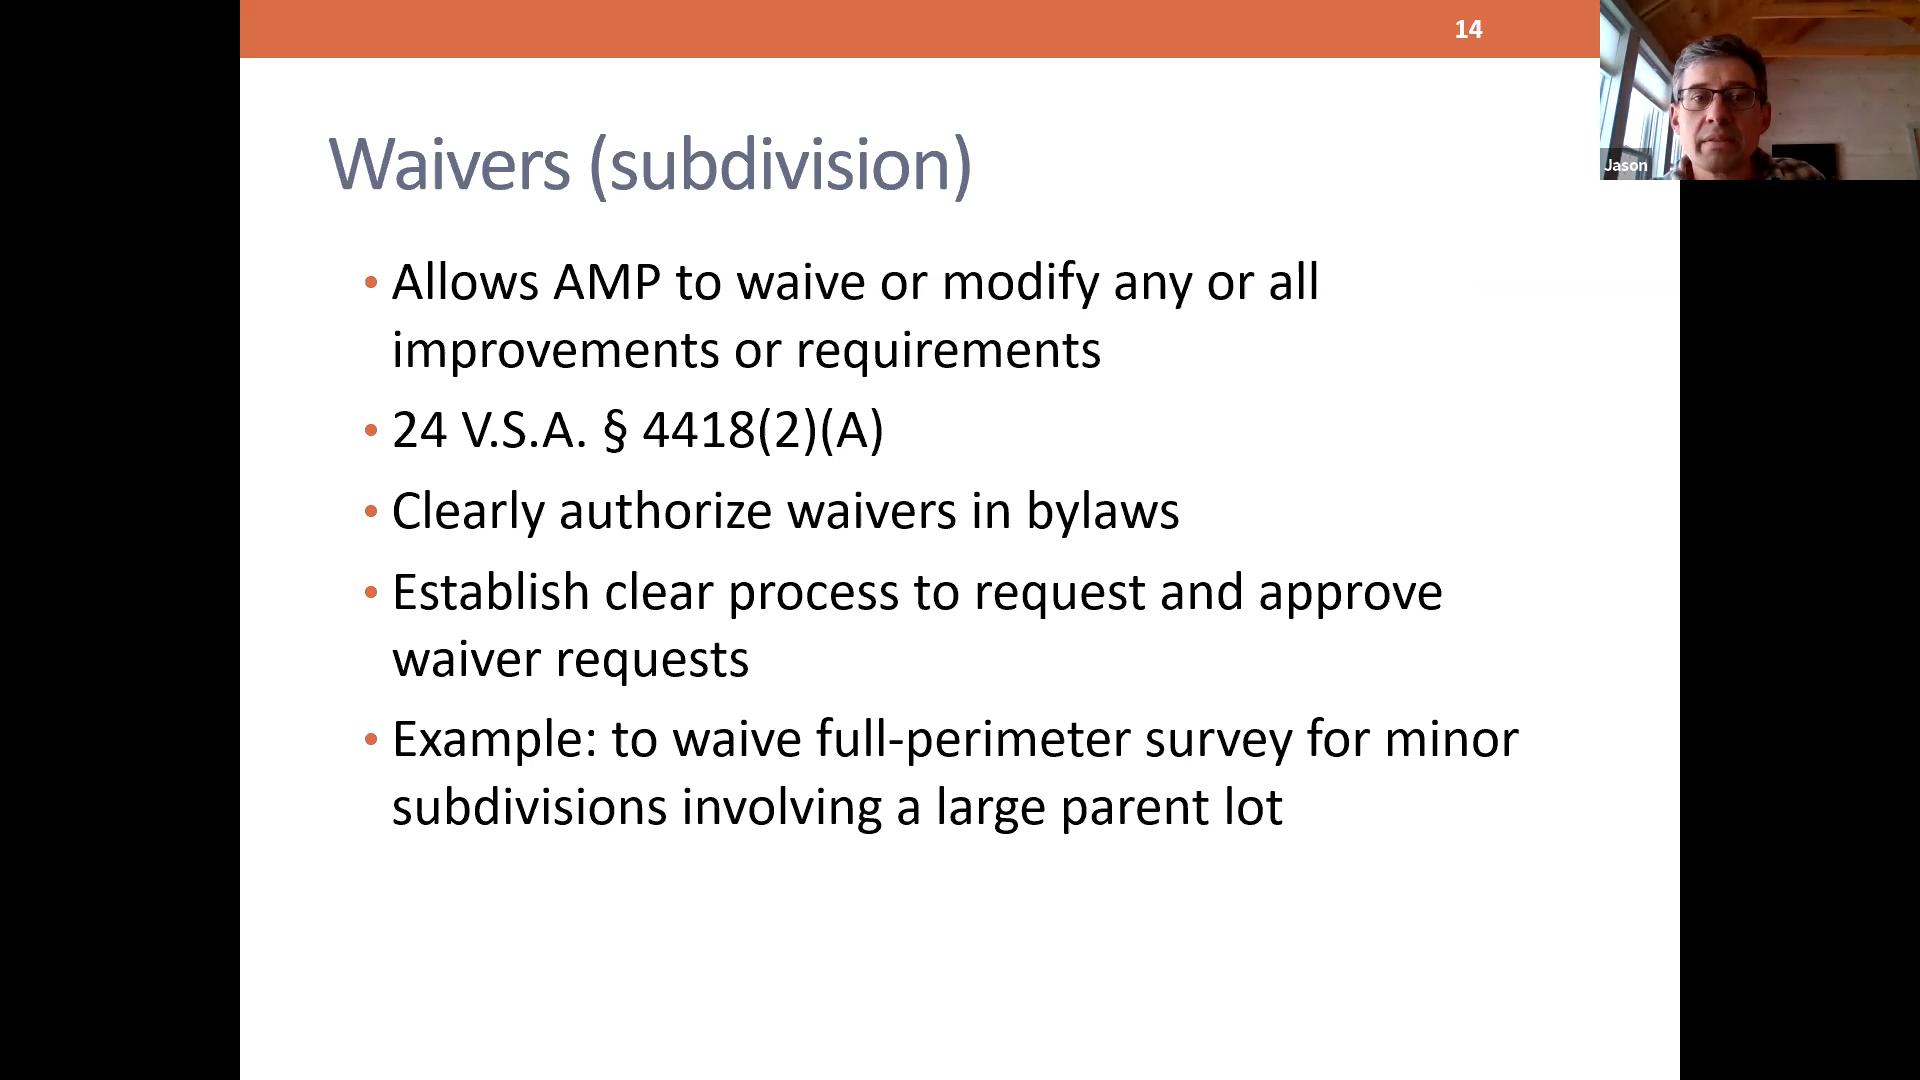 14
Jason
Waivers (subdivision)
• Allows AMP to waive or modify any or all
improvements or requirements
• 24 V.S.A. § 4418(2)(A)
• Clearly authorize waivers in bylaws
• Establish clear process to request and approve
waiver requests
• Example: to waive full-perimeter survey for minor
subdivisions involving a large parent lot